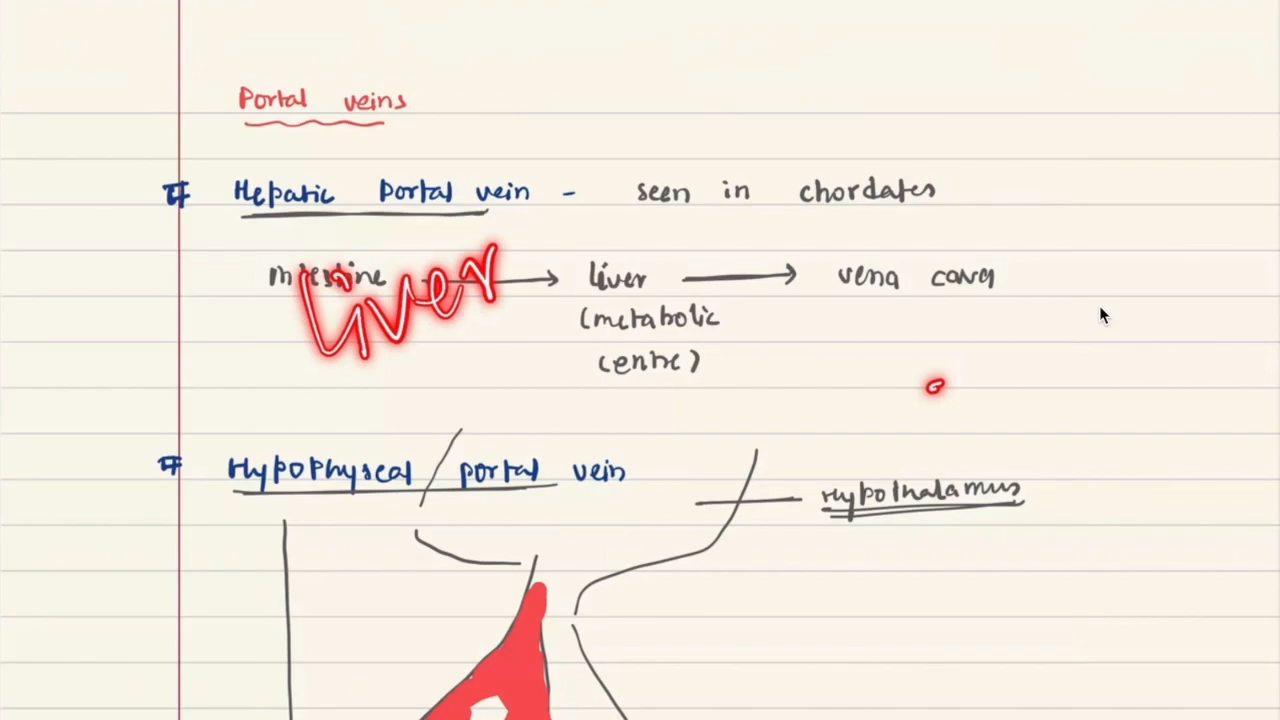 Portal veins
# Hepatic Portal vein - seen in chordates
Intestine → liver → vena cava
Liver
(metabolic
centre)
# Hypophyseal portal vein
Hypothalamus